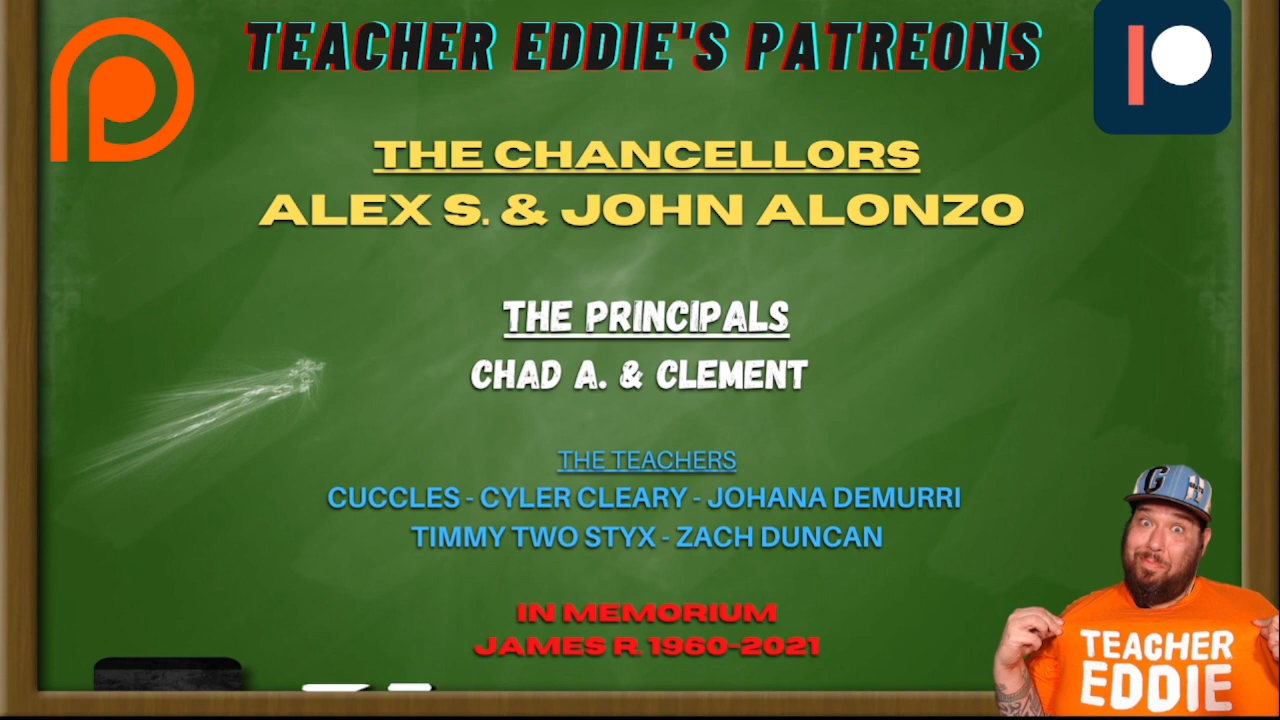 TEACHER EDDIE'S PATREONS
THE CHANCELLORS
ALEX S. & JOHN ALONZO
THE PRINCIPALS
CHAD A. & CLEMENT
THE TEACHERS
CUCCLES - CYLER CLEARY - JOHANA DEMURRI
TIMMY TWO STYX - ZACH DUNCAN
IN MEMORIUM
JAMES R. 1960-2021
G H
TEACHER
EDDIE